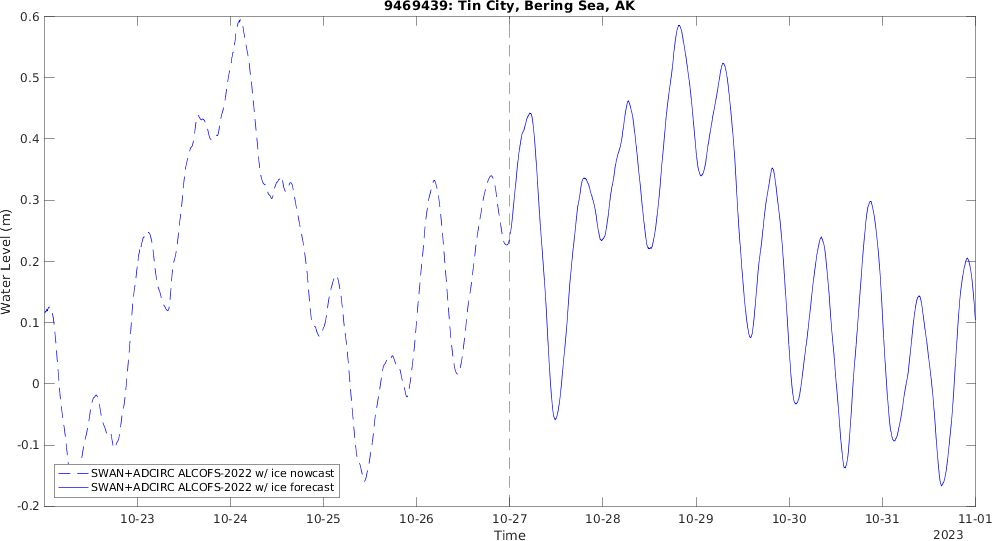 9469439: Tin City, Bering Sea, AK
0.6
0.5
0.4
0.3
0.2
0.1
0
-0.1
-0.2
Water Level (m)
SWAN+ADCIRC ALCOFS-2022 w/ ice nowcast
SWAN+ADCIRC ALCOFS-2022 w/ ice forecast
10-23 10-24 10-25 10-26 10-27 10-28 10-29 10-30 10-31 11-01
Time
2023